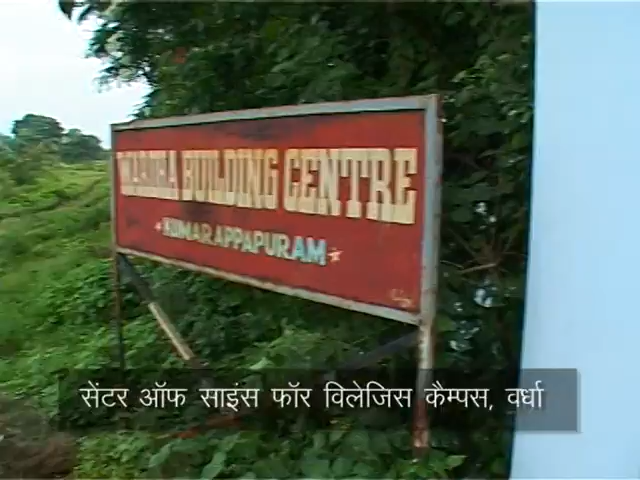 WARDHA BUILDING CENTRE
KUMARAPPAPURAM
सेंटर ऑफ साइंस फॉर विलेजिस कैम्पस, वर्धा